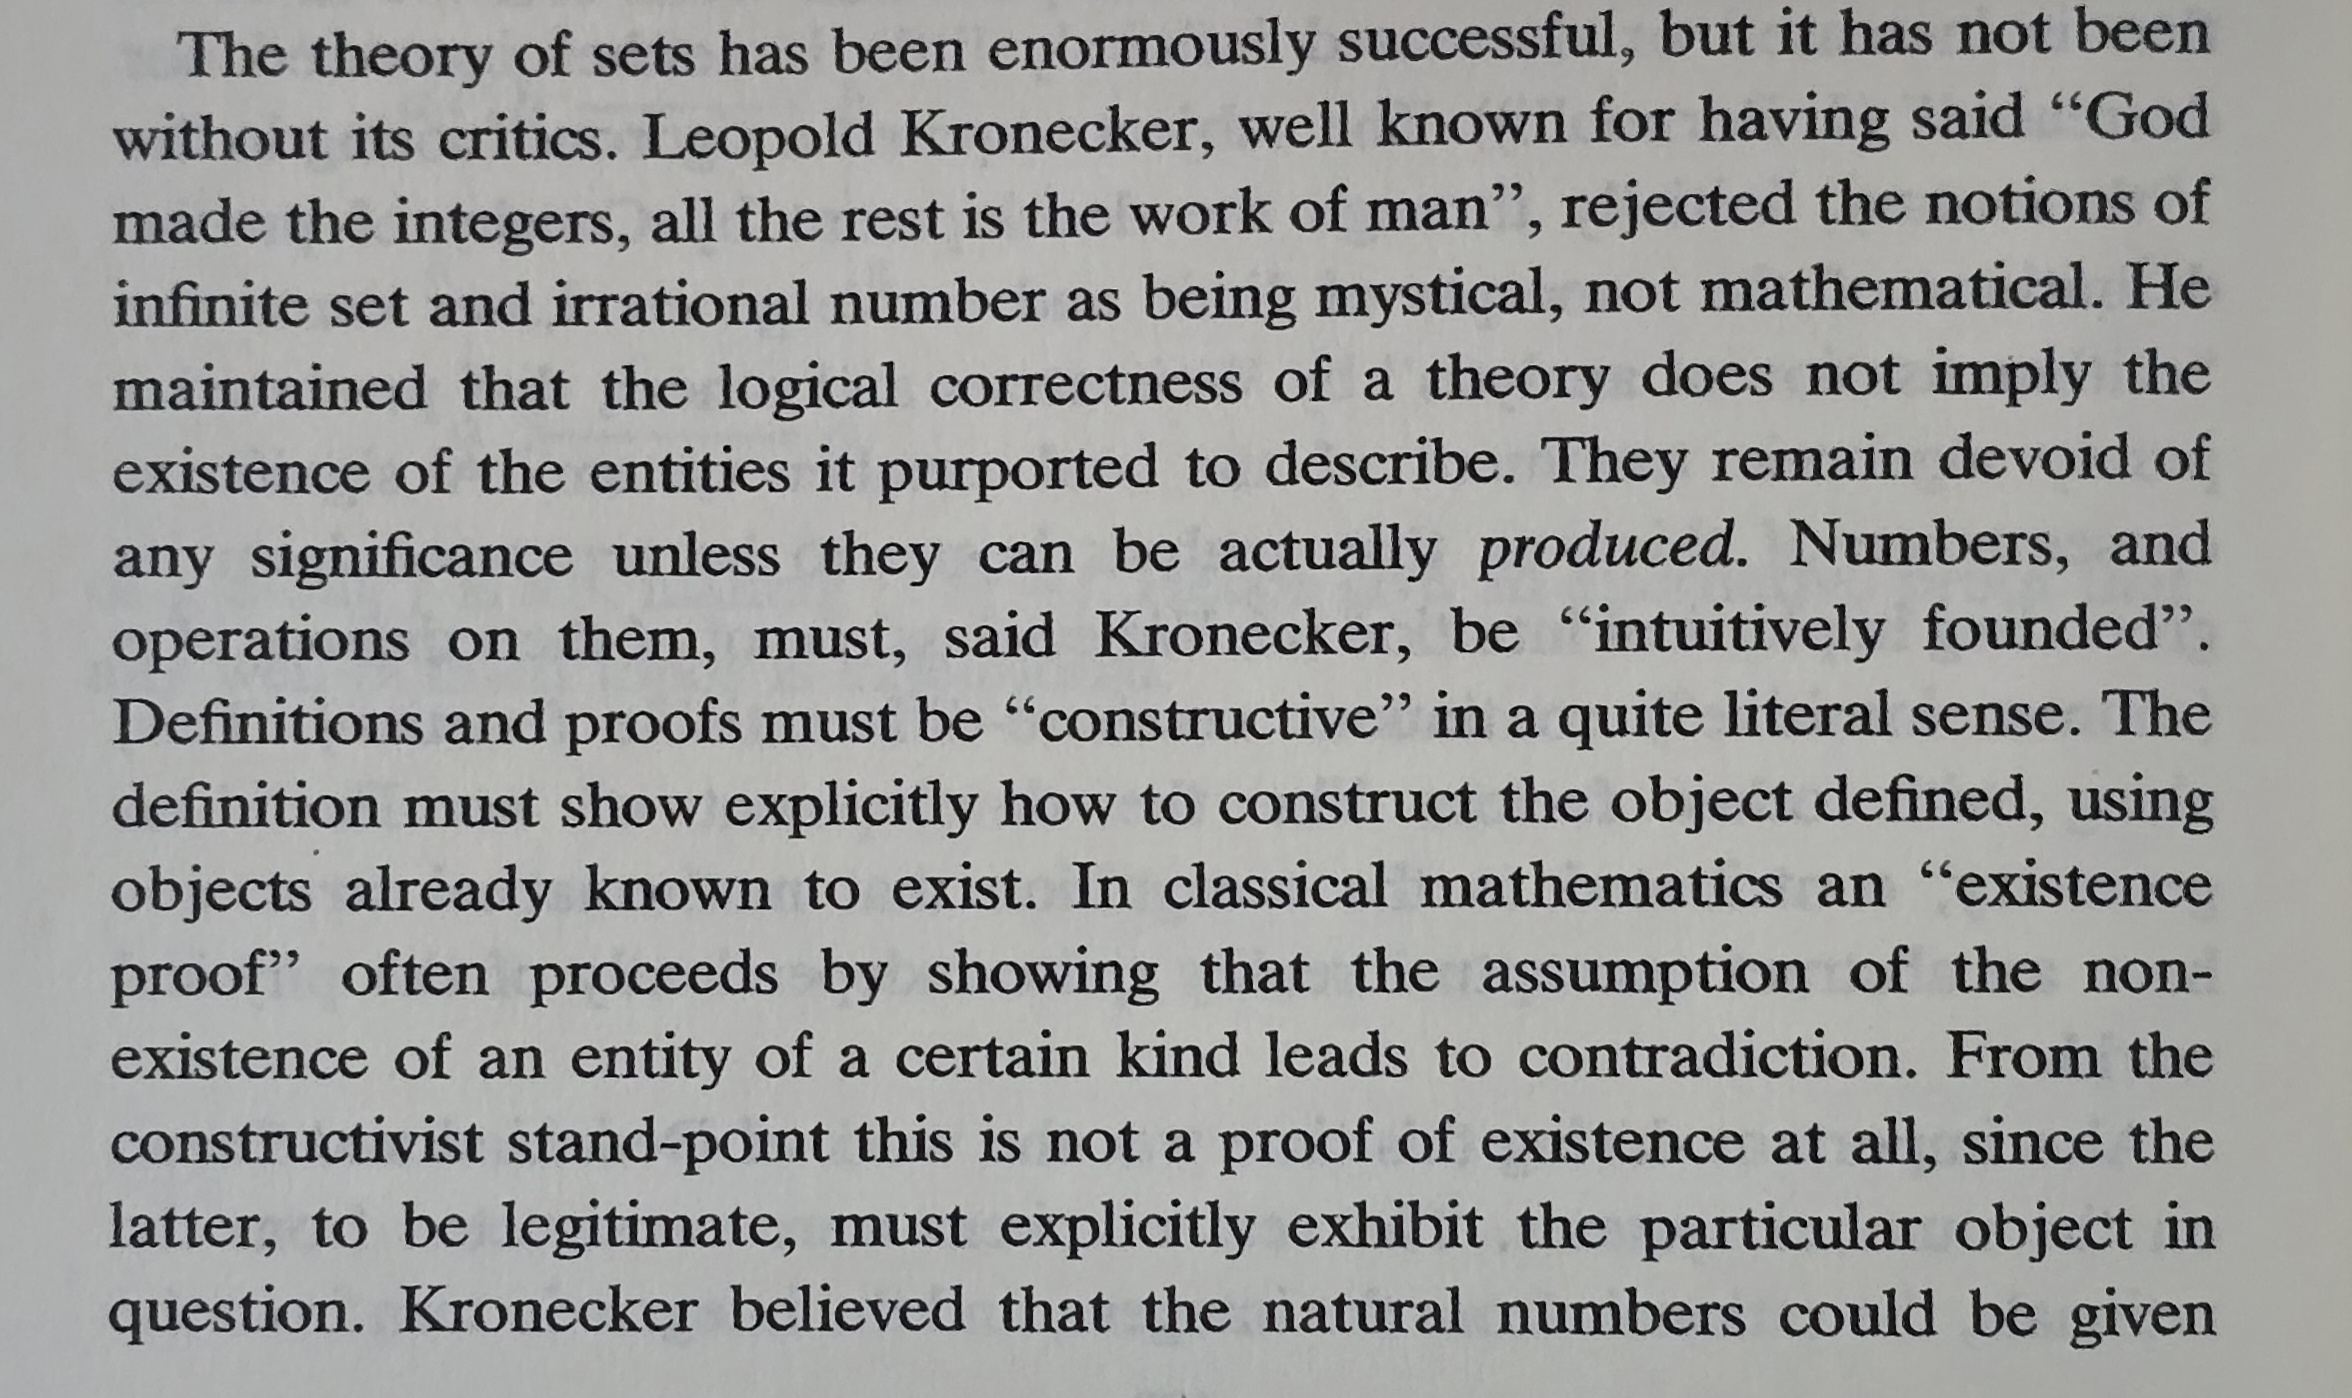 The theory of sets has been enormously successful, but it has not been
without its critics. Leopold Kronecker, well known for having said “God
made the integers, all the rest is the work of man”, rejected the notions of
infinite set and irrational number as being mystical, not mathematical. He
maintained that the logical correctness of a theory does not imply the
existence of the entities it purported to describe. They remain devoid of
any significance unless they can be actually produced. Numbers, and
operations on them, must, said Kronecker, be “intuitively founded”.
Definitions and proofs must be “constructive” in a quite literal sense. The
definition must show explicitly how to construct the object defined, using
objects already known to exist. In classical mathematics an “existence
proof” often proceeds by showing that the assumption of the non-
existence of an entity of a certain kind leads to contradiction. From the
constructivist stand-point this is not a proof of existence at all, since the
latter, to be legitimate, must explicitly exhibit the particular object in
question. Kronecker believed that the natural numbers could be given